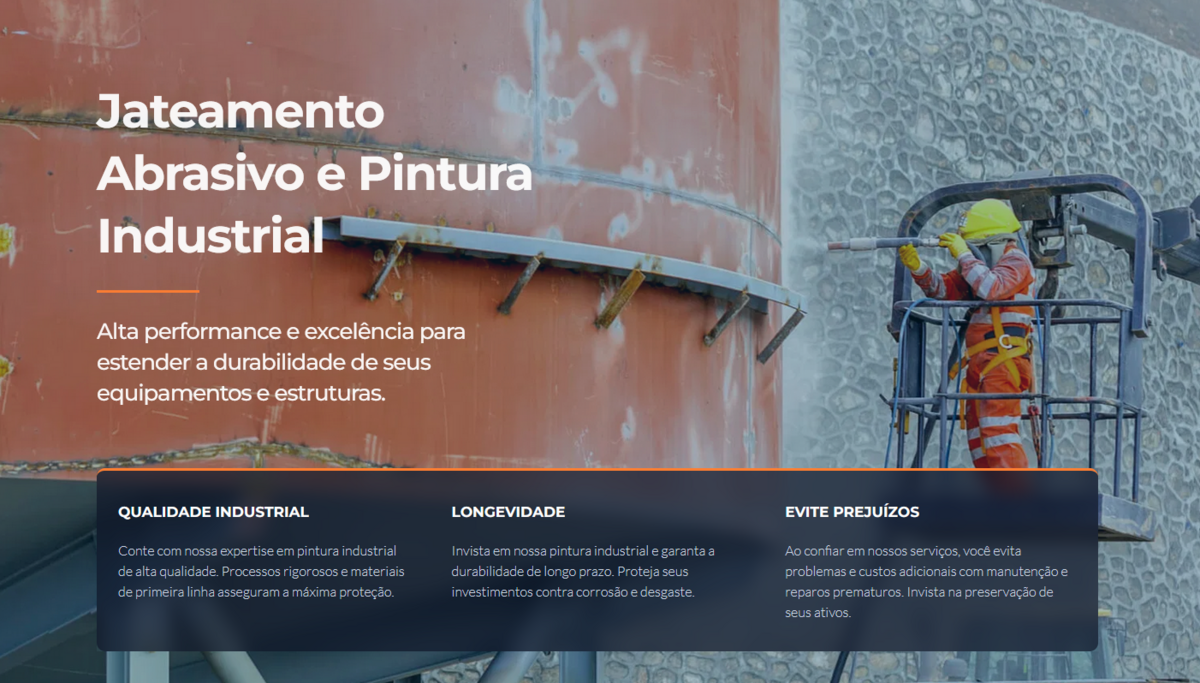 Jateamento
Abrasivo e Pintura
Industrial
Alta performance e excelência para
estender a durabilidade de seus
equipamentos e estruturas.
QUALIDADE INDUSTRIAL
Conte com nossa expertise em pintura industrial
de alta qualidade. Processos rigorosos e materiais
de primeira linha asseguram a máxima proteção.
LONGEVIDADE
Invista em nossa pintura industrial e garanta a
durabilidade de longo prazo. Proteja seus
investimentos contra corrosão e desgaste.
EVITE PREJUÍZOS
Ao confiar em nossos serviços, você evita
problemas e custos adicionais com manutenção e
reparos prematuros. Invista na preservação de
seus ativos.